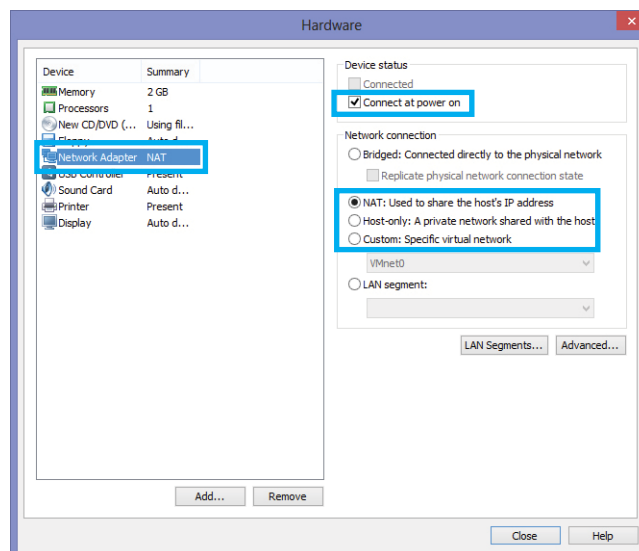 Hardware
Device Summary
Memory 2 GB
Processors 1
New CD/DVD (... Using fil...
Floppy Auto d...
Network Adapter NAT
USB Controller Present
Sound Card Auto d...
Printer Present
Display Auto d...
Add... Remove
Device status
Connected
Connect at power on
Network connection
Bridged: Connected directly to the physical network
Replicate physical network connection state
NAT: Used to share the host's IP address
Host-only: A private network shared with the host
Custom: Specific virtual network
VMnet0
LAN segment:
LAN Segments... Advanced...
Close Help